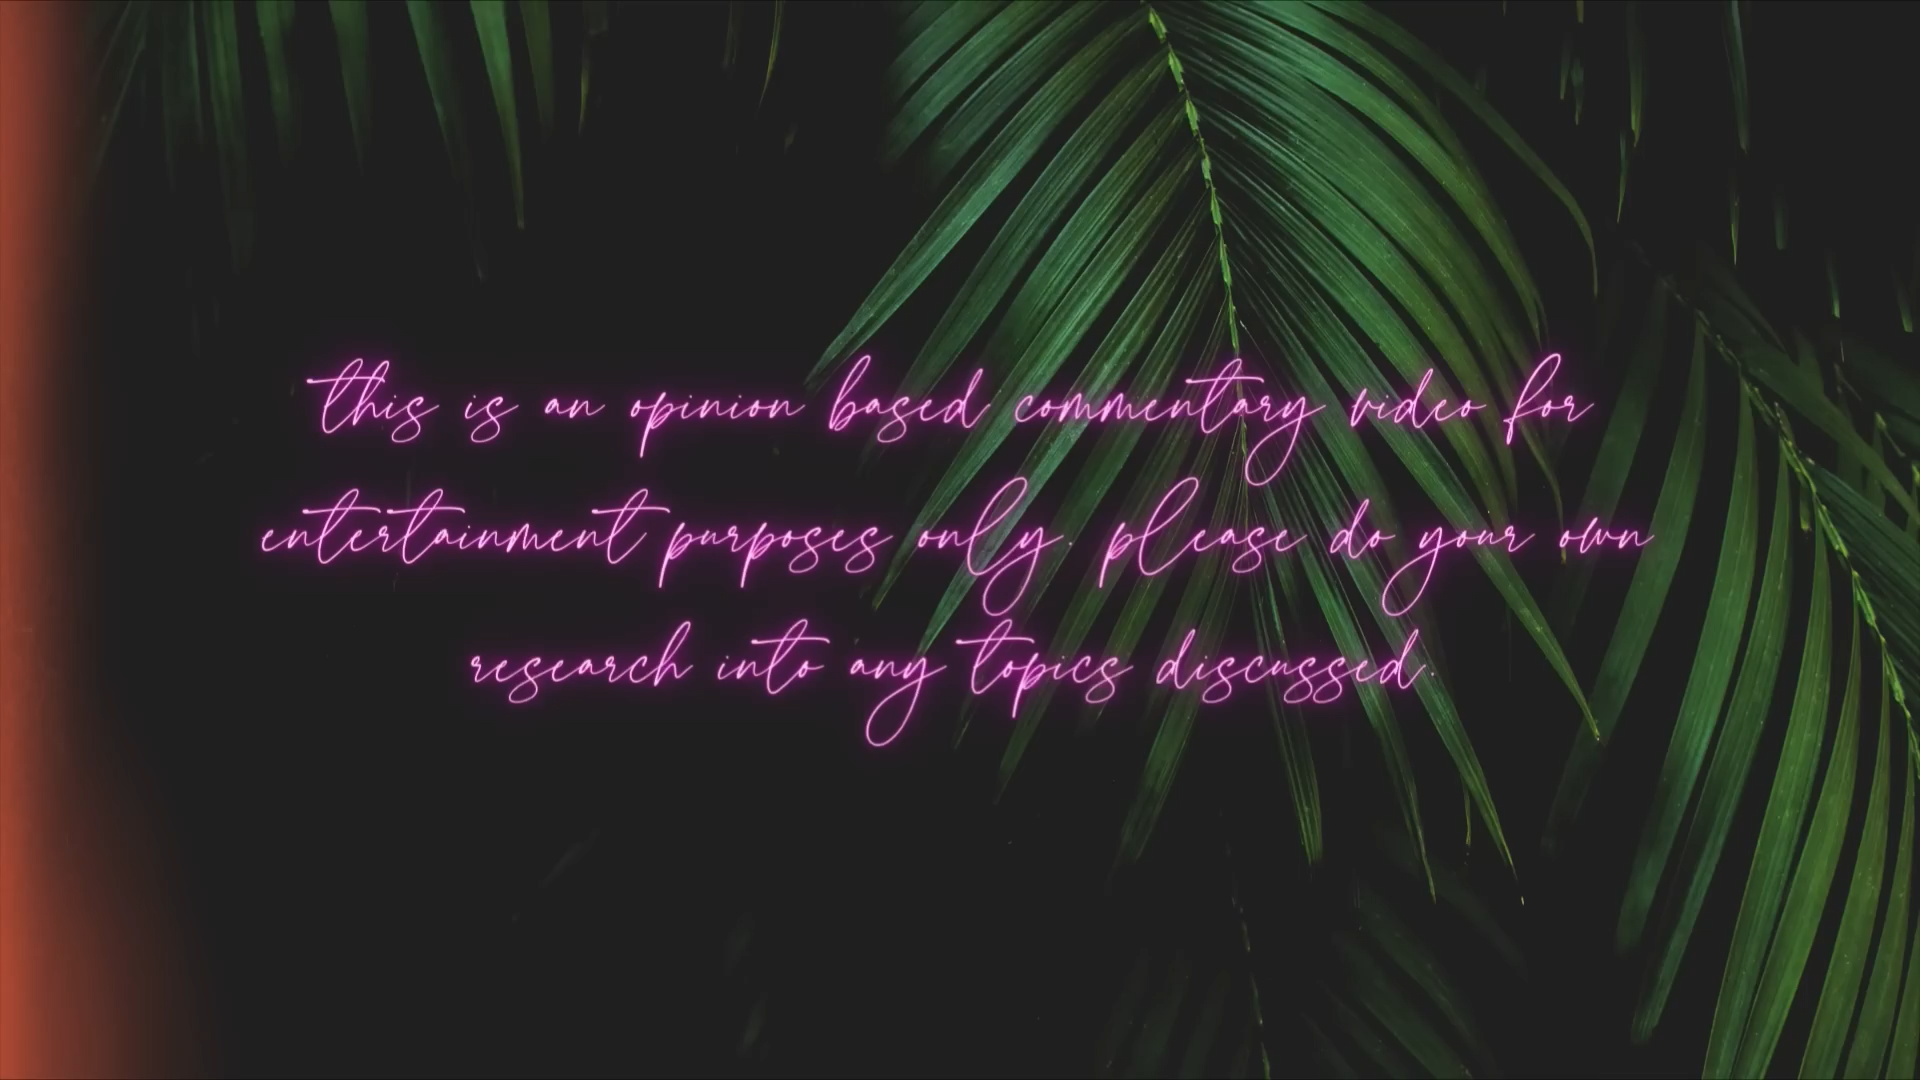 this is an opinion based commentary video for
entertainment purposes only. please do your own
research into any topics discussed.